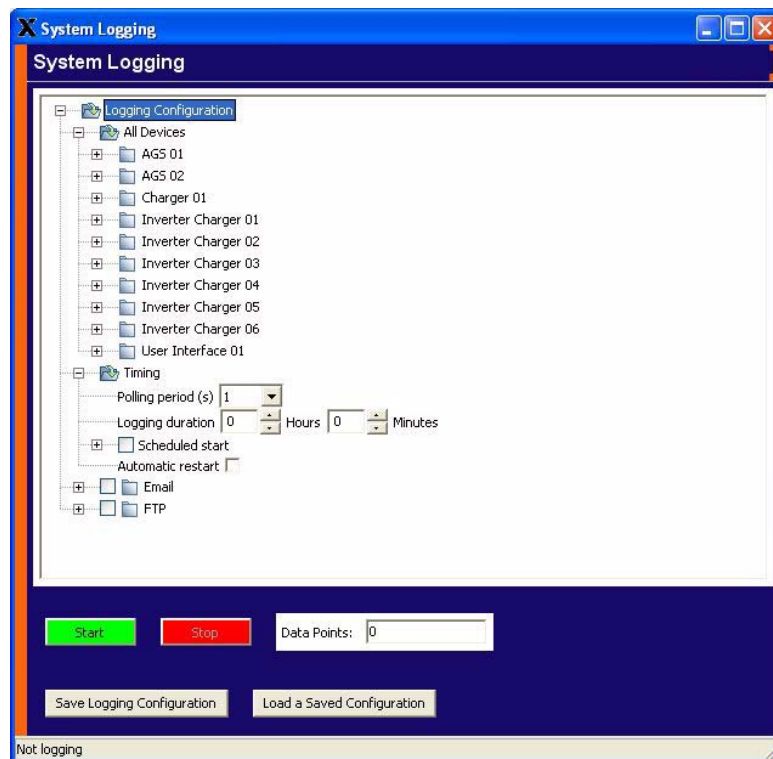 System Logging
System Logging
Logging Configuration
All Devices
AGS 01
AGS 02
Charger 01
Inverter Charger 01
Inverter Charger 02
Inverter Charger 03
Inverter Charger 04
Inverter Charger 05
Inverter Charger 06
User Interface 01
Timing
Polling period (s) 1
Logging duration 0 Hours 0 Minutes
Scheduled start
Automatic restart
Email
FTP
Start Stop Data Points: 0
Save Logging Configuration Load a Saved Configuration
Not logging